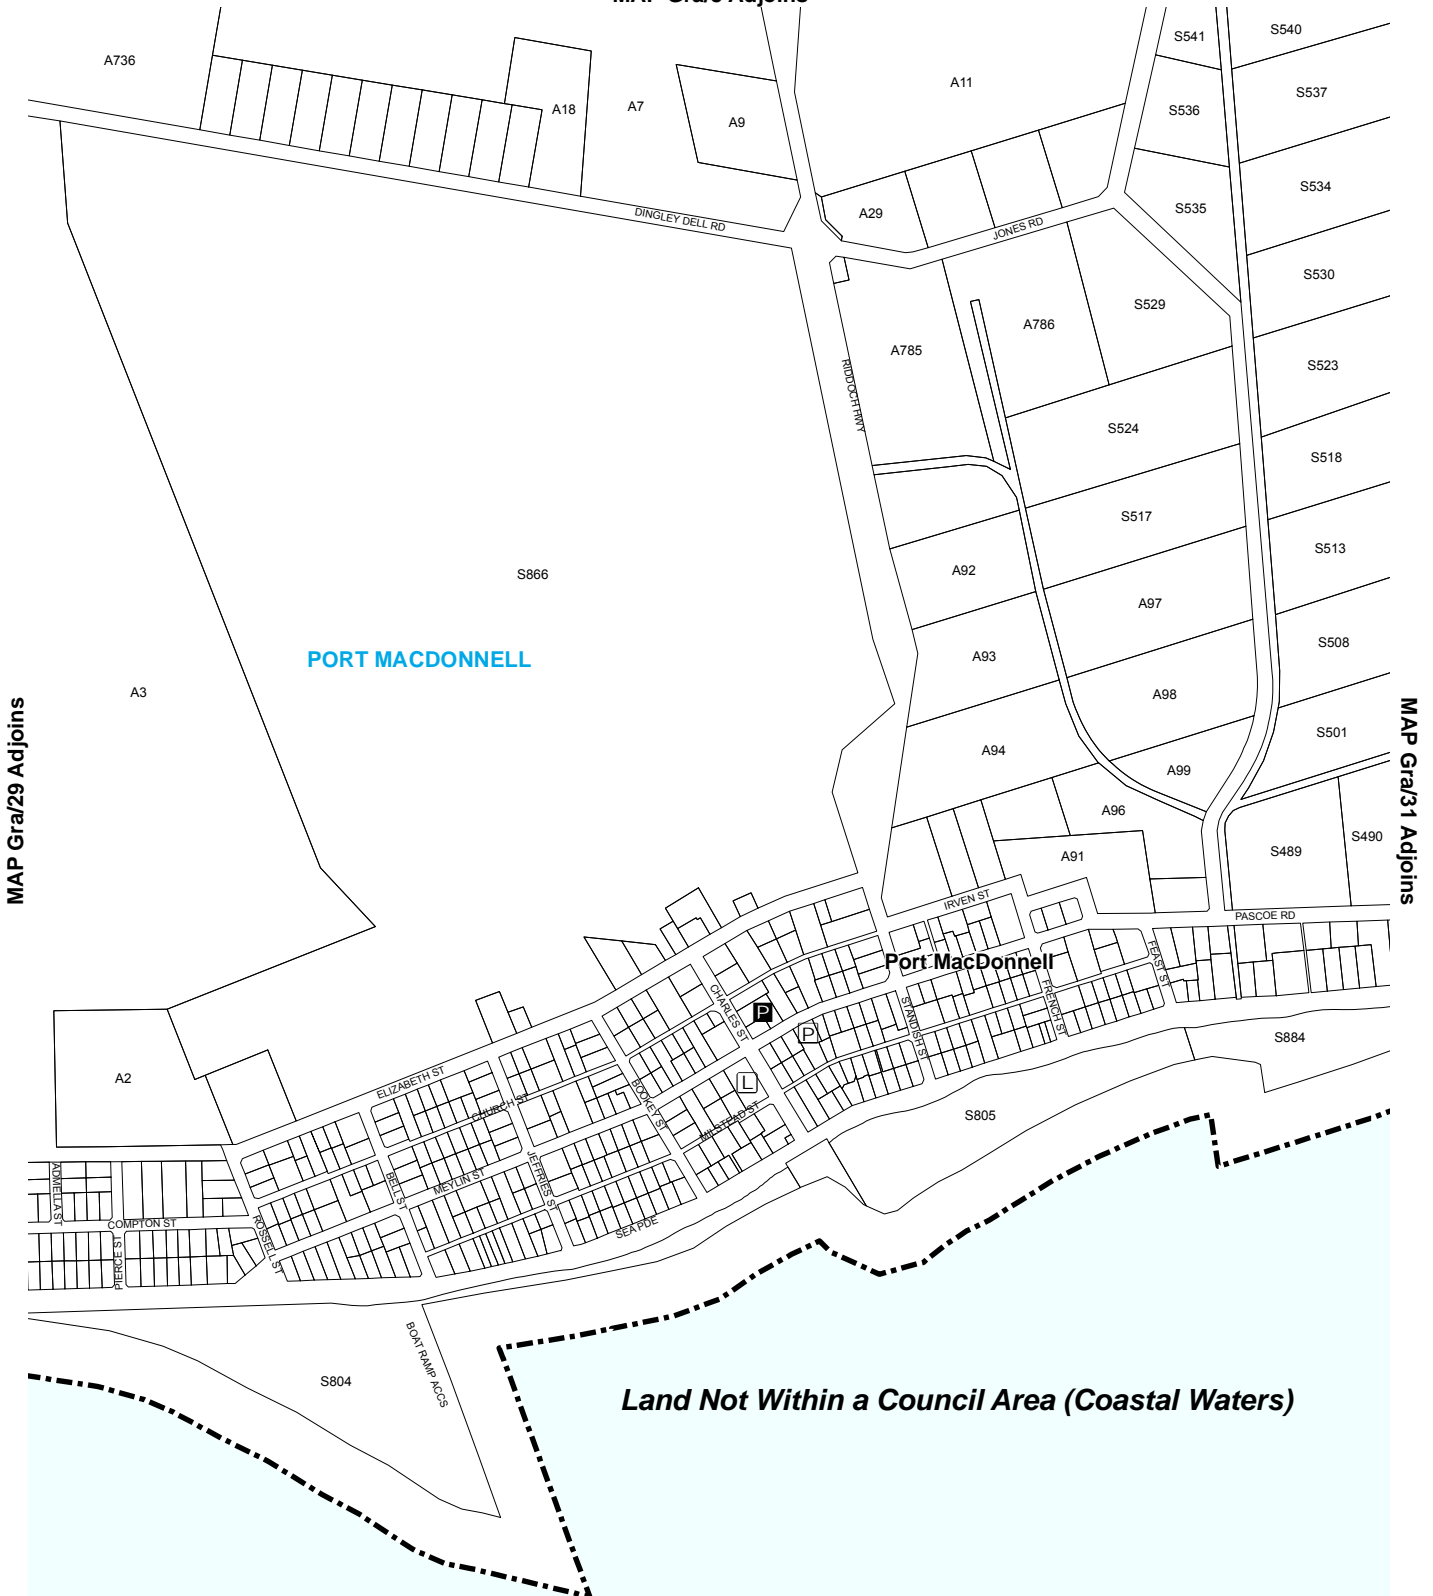 MAP Gra/6 Adjoins
A736
A18
A7
A9
A11
S541
S540
S536
S537
S534
S535
A29
DINGLEY DELL RD
JONES RD
S530
S529
A786
A785
RIDDOCH HWY
S523
S524
S518
S517
S513
S866
A92
A97
A93
S508
PORT MACDONNELL
A3
A98
S501
A94
A99
MAP Gra/29 Adjoins
MAP Gra/31 Adjoins
A96
A91
S489
S490
IRVEN ST
PASCOE RD
Port MacDonnell
FEAST ST
CHARLES ST
P
P
STANDISH ST
FRENCH ST
S884
A2
ELIZABETH ST
L
BOOKEY ST
CHURCH ST
MILSTEAD ST
S805
ADMELLA ST
BELL ST
MEYLIN ST
JEFFRIES ST
COMPTON ST
ROSSELL ST
SEA PDE
PIERCE ST
BOAT RAMP ACCS
S804
Land Not Within a Council Area (Coastal Waters)